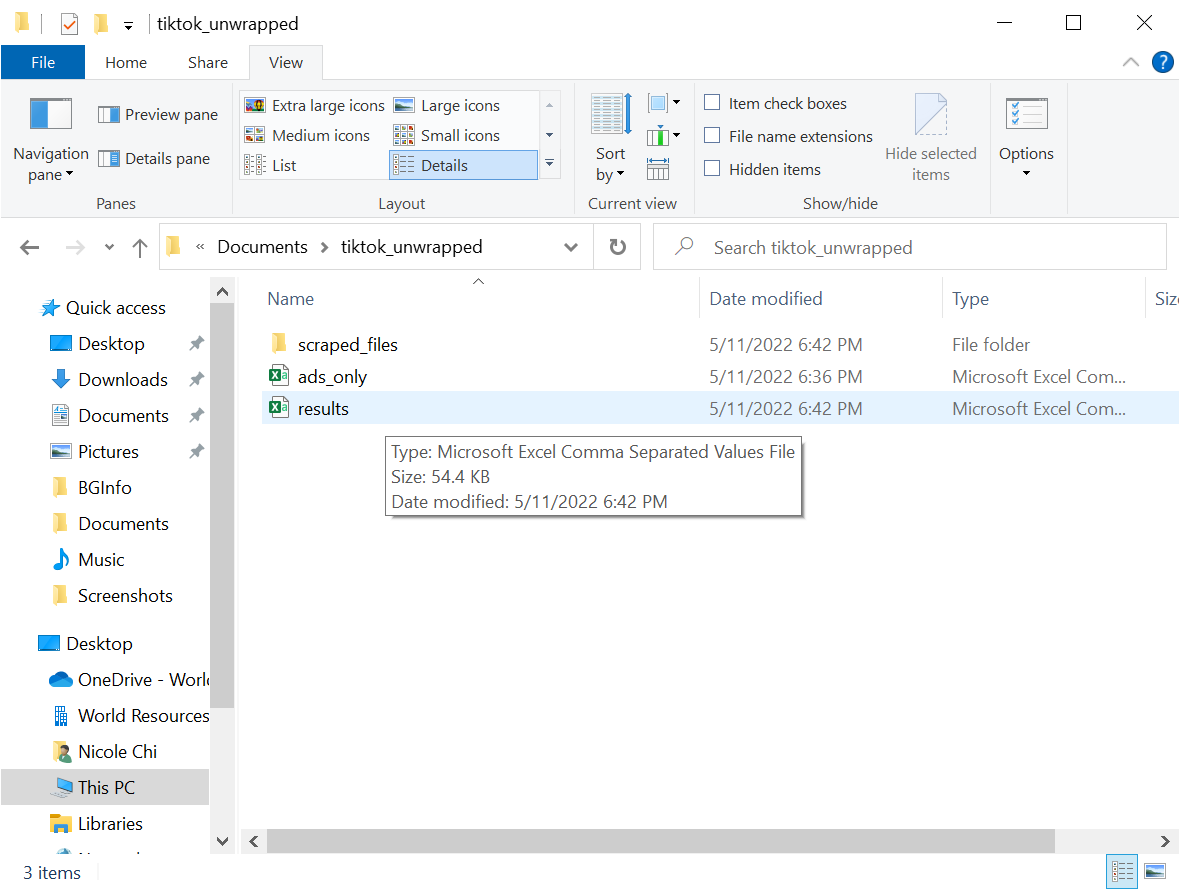 tiktok_unwrapped
File Home Share View
Extra large icons Large icons
Preview pane
Medium icons Small icons
Navigation pane
Details pane
List Details
Panes
Layout
Sort by
Current view
Item check boxes
File name extensions
Hidden items
Hide selected items
Show/hide
Options
« Documents > tiktok_unwrapped
Search tiktok_unwrapped
Quick access
Desktop
Downloads
Documents
Pictures
BGInfo
Documents
Music
Screenshots
Desktop
OneDrive - World
World Resources
Nicole Chi
This PC
Libraries
Name Date modified Type
scraped_files 5/11/2022 6:42 PM File folder
ads_only 5/11/2022 6:36 PM Microsoft Excel Com...
results 5/11/2022 6:42 PM Microsoft Excel Com...
Type: Microsoft Excel Comma Separated Values File
Size: 54.4 KB
Date modified: 5/11/2022 6:42 PM
3 items